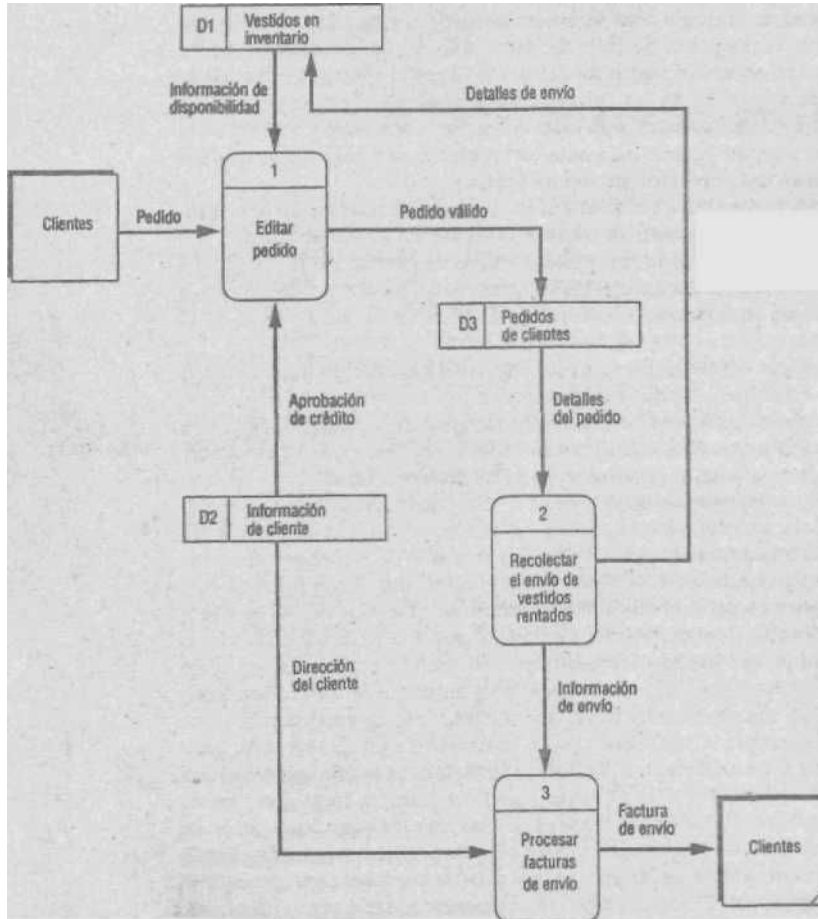 D1
Vestidos en
inventario
Información de
disponibilidad
Detalles de envío
1
Clientes
Pedido
Editar
pedido
Pedido válido
D3
Pedidos
de clientes
Aprobación
de crédito
Detalles
del pedido
D2
Información
de cliente
2
Recolectar
el envío de
vestidos
rentados
Dirección
del cliente
Información
de envío
3
Procesar
facturas
de envío
Factura
de envío
Clientes